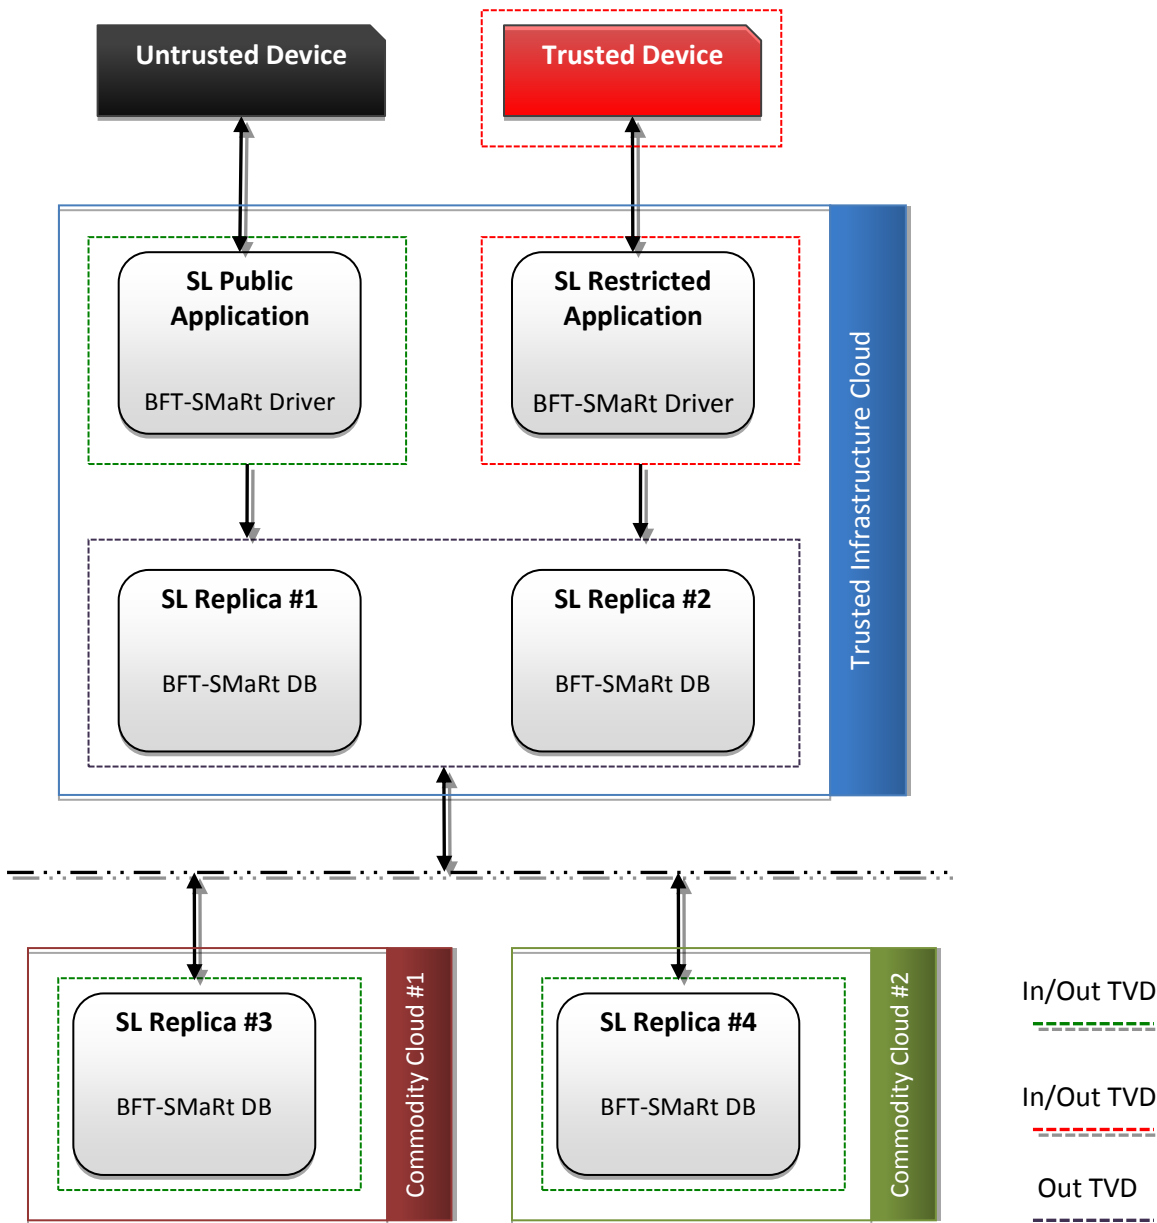 Untrusted Device
Trusted Device
SL Public
Application
BFT-SMaRt Driver
SL Restricted
Application
BFT-SMaRt Driver
Trusted Infrastructure Cloud
SL Replica #1
BFT-SMaRt DB
SL Replica #2
BFT-SMaRt DB
SL Replica #3
BFT-SMaRt DB
Commodity Cloud #1
SL Replica #4
BFT-SMaRt DB
Commodity Cloud #2
In/Out TVD
In/Out TVD
Out TVD